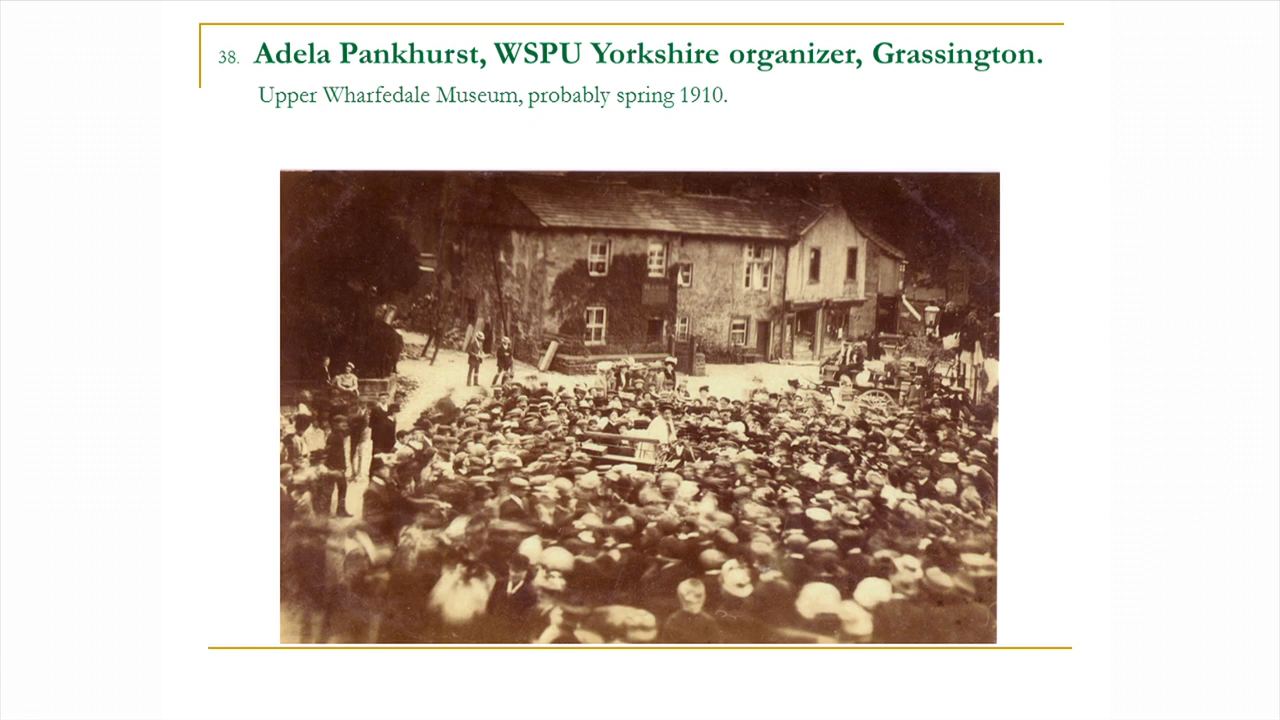 38. Adela Pankhurst, WSPU Yorkshire organizer, Grassington.
Upper Wharfedale Museum, probably spring 1910.